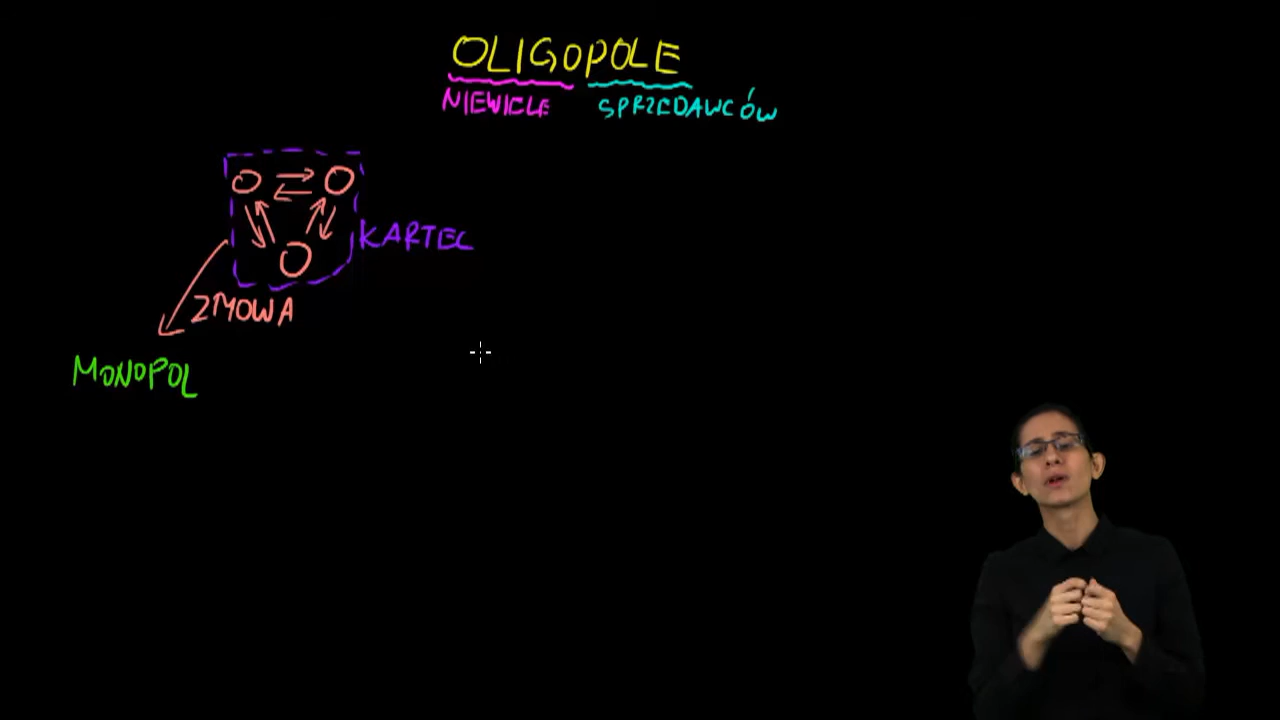 OLIGOPOLE
NIEWIELE SPRZEDAWCÓW
KARTEL
ZMOWA
MONOPOL